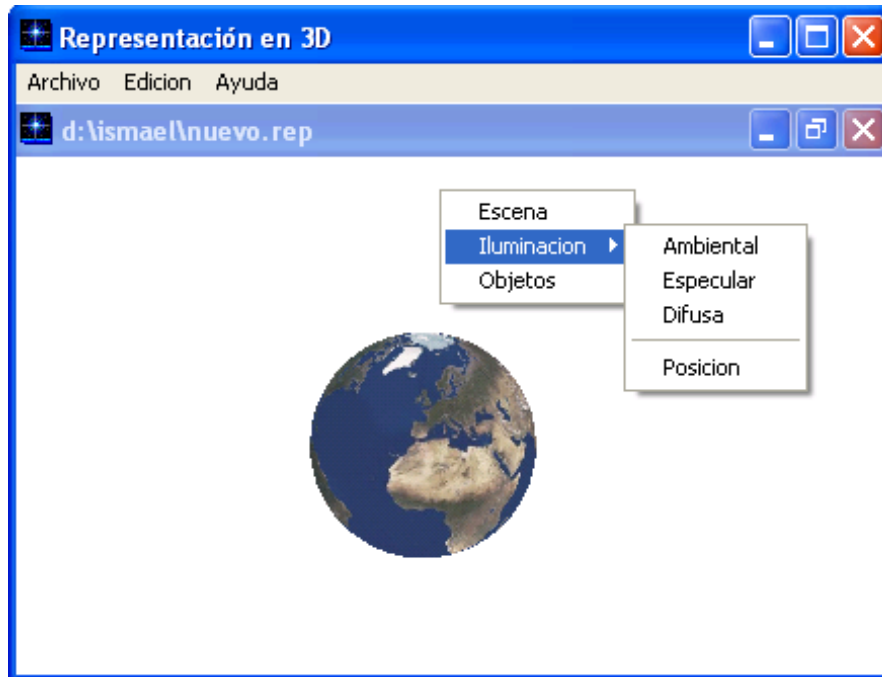 Representación en 3D
Archivo Edicion Ayuda
d:\ismael\nuevo.rep
Escena
Iluminacion
Objetos
Ambiental
Especular
Difusa
Posicion